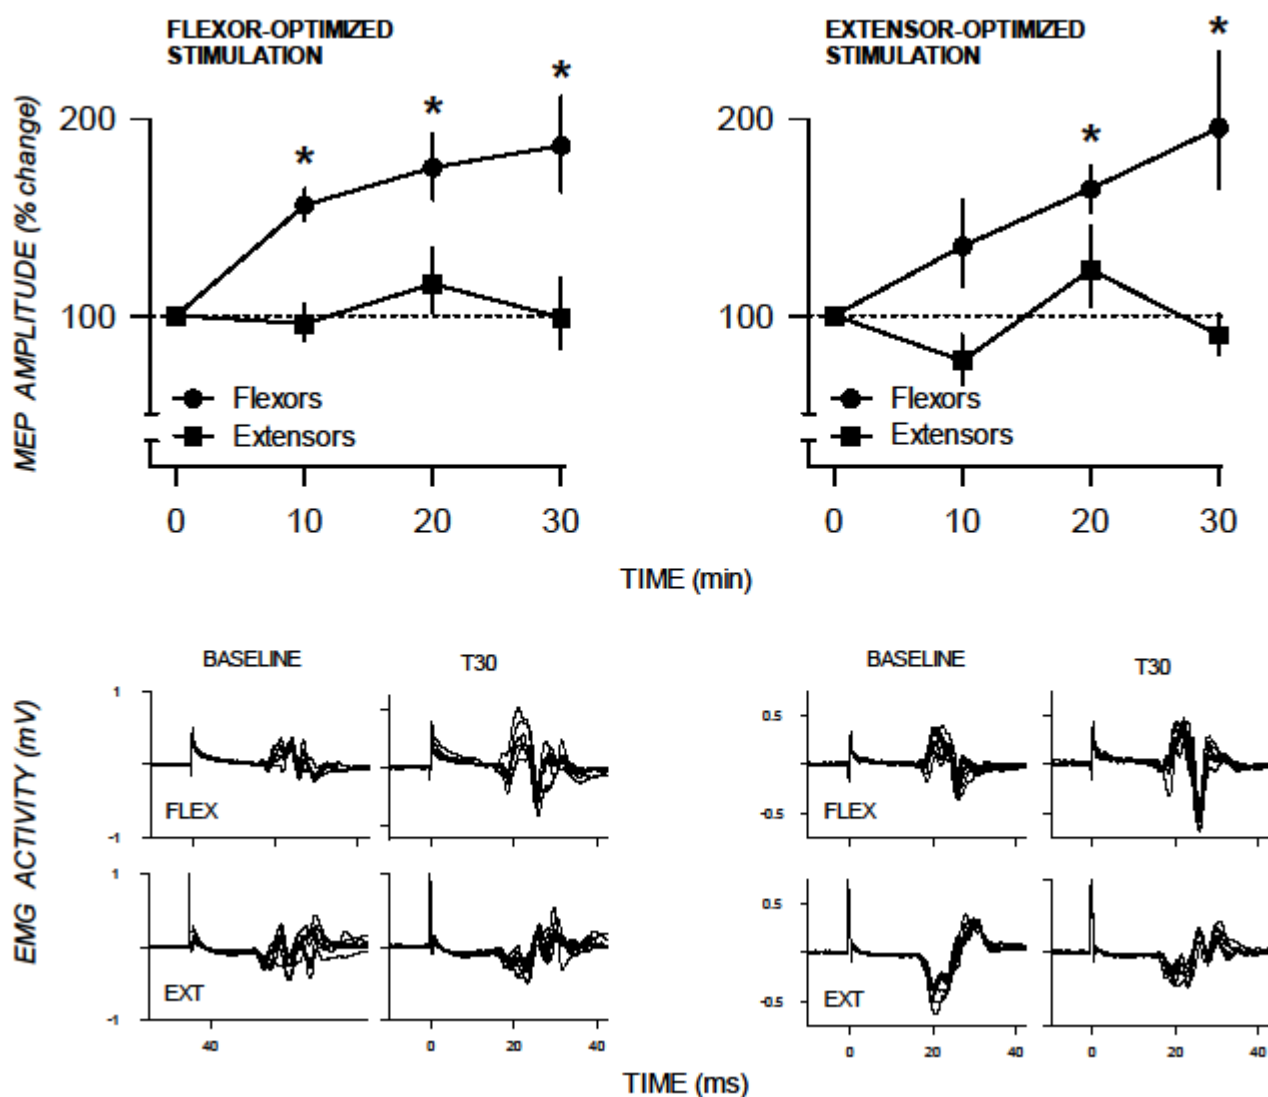 FLEXOR-OPTIMIZED
STIMULATION
EXTENSOR-OPTIMIZED
STIMULATION
MEP AMPLITUDE (% change)
* * *
* *
200
100
200
100
Flexors
Extensors
Flexors
Extensors
0 10 20 30
0 10 20 30
TIME (min)
BASELINE
T30
BASELINE
T30
EMG ACTIVITY (mV)
1
-1
FLEX
0.5
-0.5
FLEX
1
-1
EXT
0.5
-0.5
EXT
40
0 20 40
0 20 40
0 20 40
TIME (ms)